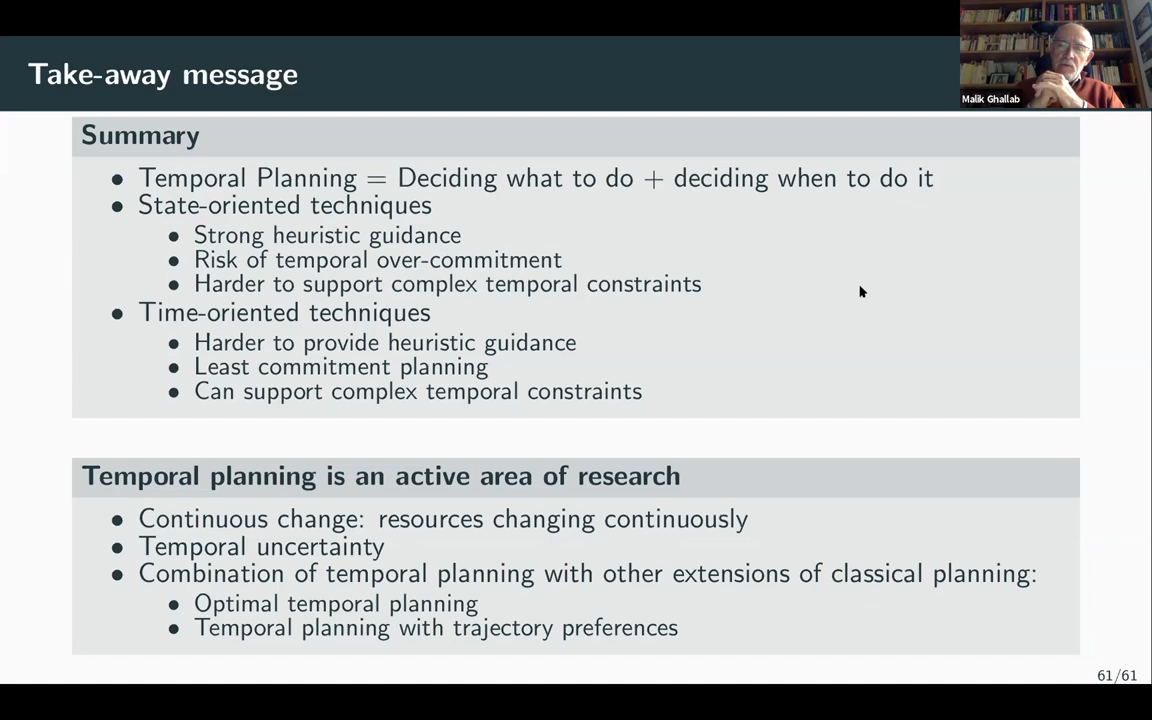 Take-away message
Malik Ghallab
Summary
• Temporal Planning = Deciding what to do + deciding when to do it
• State-oriented techniques
• Strong heuristic guidance
• Risk of temporal over-commitment
• Harder to support complex temporal constraints
• Time-oriented techniques
• Harder to provide heuristic guidance
• Least commitment planning
• Can support complex temporal constraints
Temporal planning is an active area of research
• Continuous change: resources changing continuously
• Temporal uncertainty
• Combination of temporal planning with other extensions of classical planning:
• Optimal temporal planning
• Temporal planning with trajectory preferences
61/61